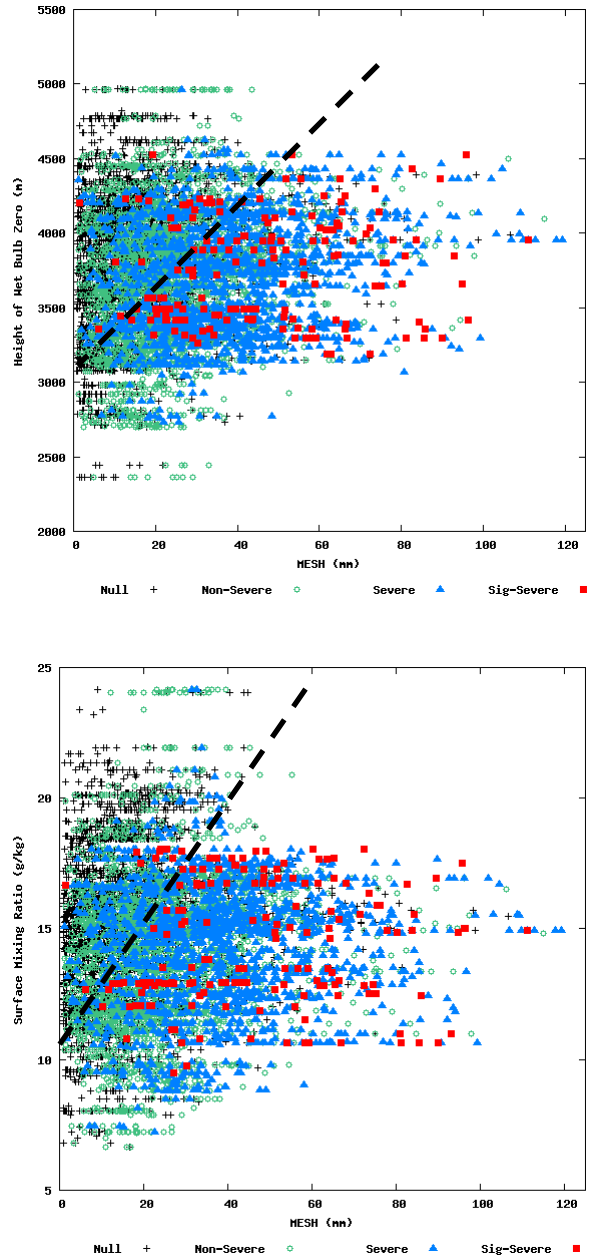 5500
5000
4500
4000
3500
3000
2500
2000
Height of Wet Bulb Zero (m)
0 20 40 60 80 100 120
MESH (mm)
Null Non-Severe Severe Sig-Severe
25
20
15
10
5
Surface Mixing Ratio (g/kg)
0 20 40 60 80 100 120
MESH (mm)
Null Non-Severe Severe Sig-Severe